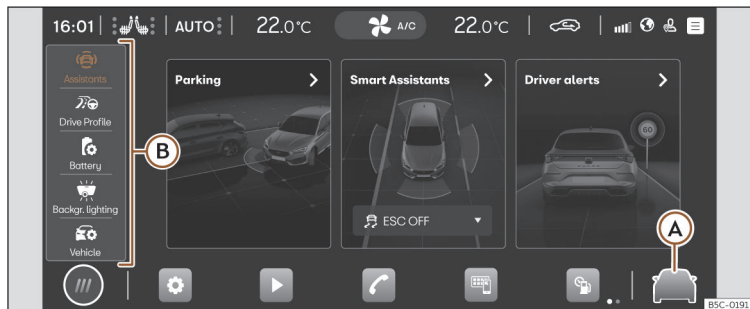 16:01 AUTO 22.0°C A/C 22.0°C
Assistants
Drive Profile
Battery
Backgr. lighting
Vehicle
B
Parking
Smart Assistants
ESC OFF
Driver alerts
60
A
B5C-0191